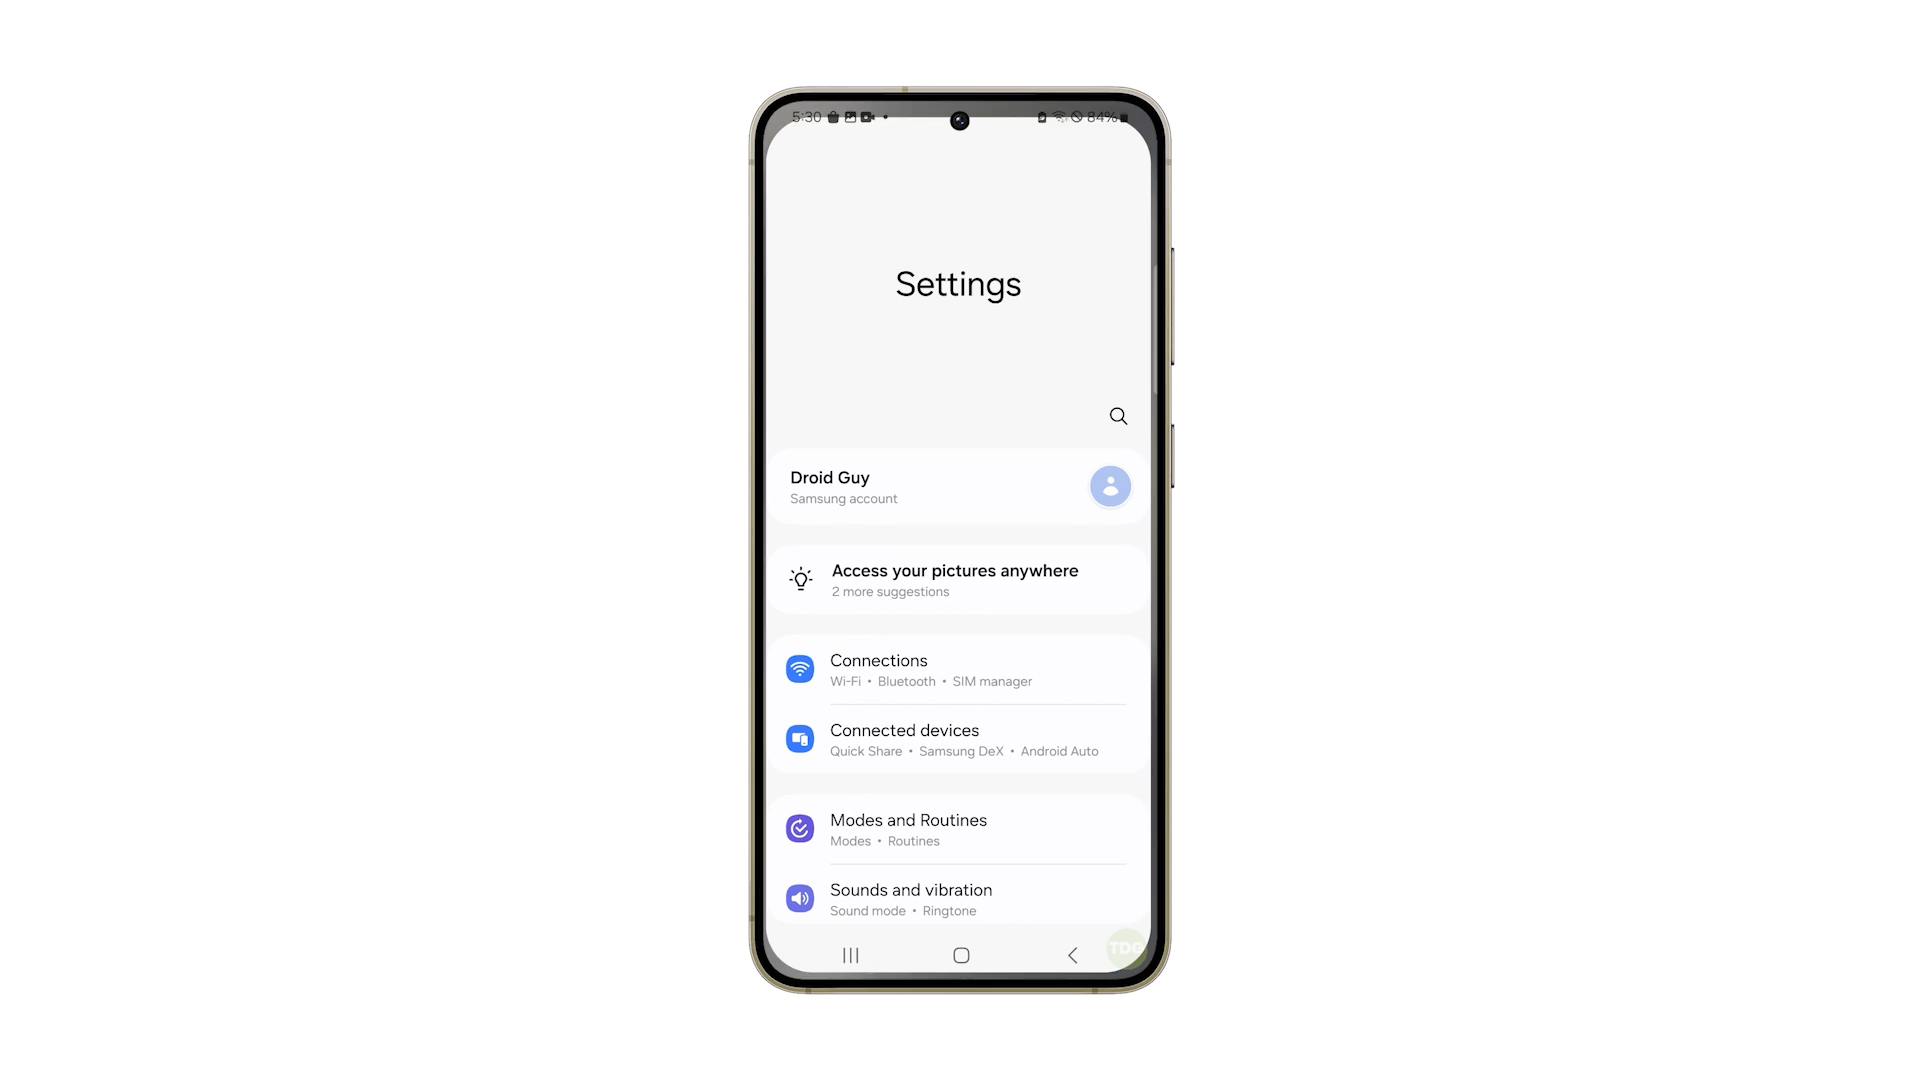 5:30 84%
Settings
Droid Guy
Samsung account
Access your pictures anywhere
2 more suggestions
Connections
Wi-Fi • Bluetooth • SIM manager
Connected devices
Quick Share • Samsung DeX • Android Auto
Modes and Routines
Modes • Routines
Sounds and vibration
Sound mode • Ringtone
TDG